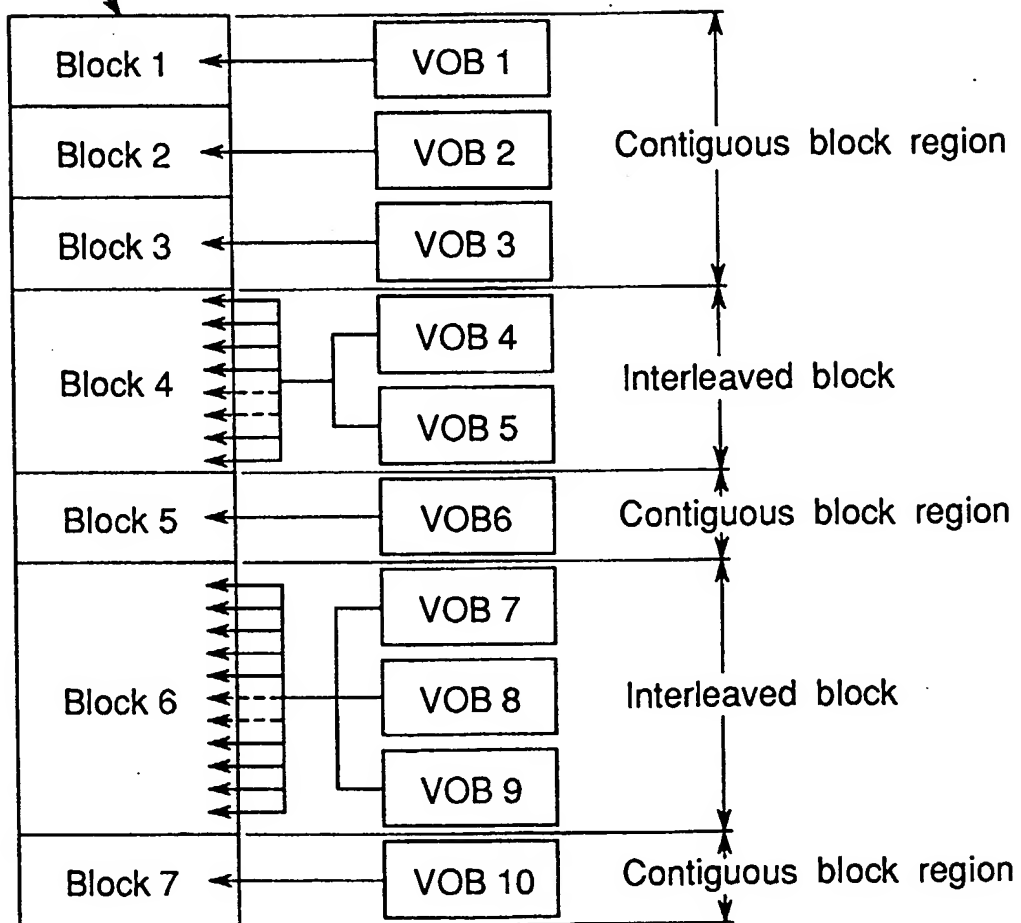 Block 1
VOB 1
Block 2
VOB 2
Contiguous block region
Block 3
VOB 3
Block 4
VOB 4
Interleaved block
VOB 5
Block 5
VOB6
Contiguous block region
VOB 7
Block 6
VOB 8
Interleaved block
VOB 9
Block 7
VOB 10
Contiguous block region